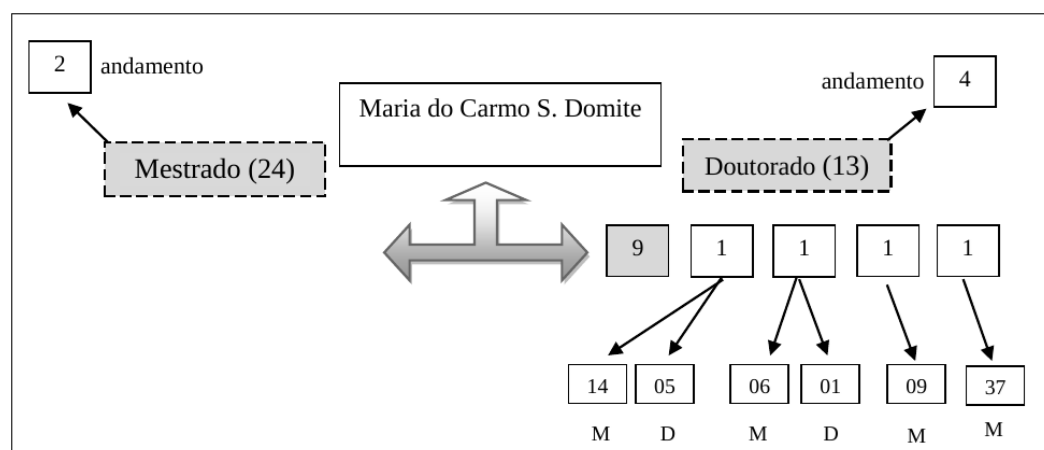 2 andamento
Maria do Carmo S. Domite
andamento 4
Mestrado (24)
Doutorado (13)
9 1 1 1 1
14 05 06 01 09 37
M D M D M M